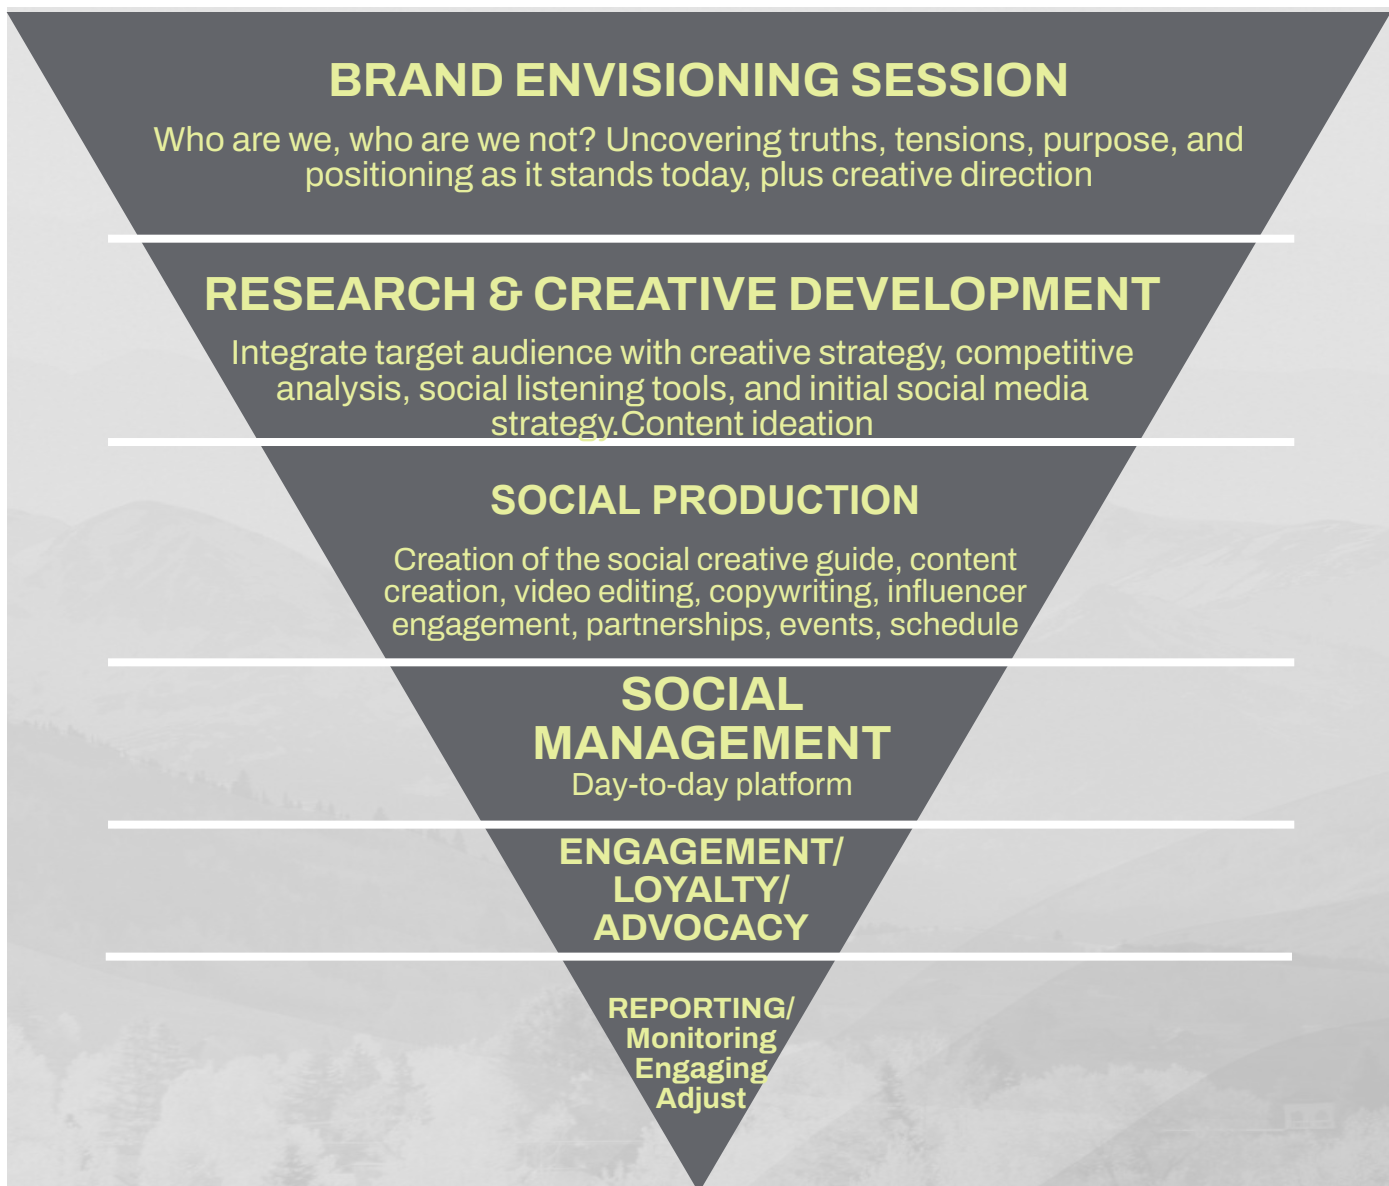 BRAND ENVISIONING SESSION
Who are we, who are we not? Uncovering truths, tensions, purpose, and
positioning as it stands today, plus creative direction
RESEARCH & CREATIVE DEVELOPMENT
Integrate target audience with creative strategy, competitive
analysis, social listening tools, and initial social media
strategy.Content ideation
SOCIAL PRODUCTION
Creation of the social creative guide, content
creation, video editing, copywriting, influencer
engagement, partnerships, events, schedule
SOCIAL
MANAGEMENT
Day-to-day platform
ENGAGEMENT/
LOYALTY/
ADVOCACY
REPORTING/
Monitoring
Engaging
Adjust